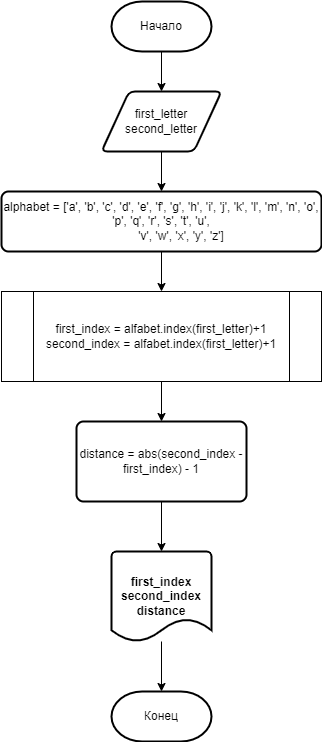 Начало
first_letter
second_letter
alphabet = ['a', 'b', 'c', 'd', 'e', 'f', 'g', 'h', 'i', 'j', 'k', 'l', 'm', 'n', 'o',
'p', 'q', 'r', 's', 't', 'u',
'v', 'w', 'x', 'y', 'z']
first_index = alfabet.index(first_letter)+1
second_index = alfabet.index(first_letter)+1
distance = abs(second_index -
first_index) - 1
first_index
second_index
distance
Конец